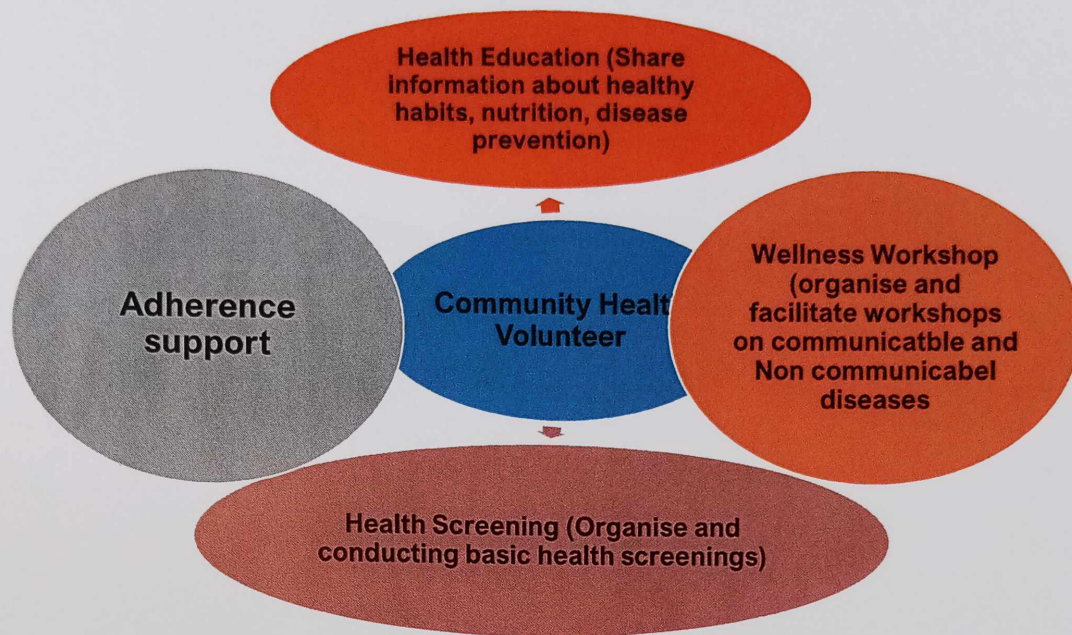 Health Education (Share
information about healthy
habits, nutrition, disease
prevention)
Adherence
support
Community Healt
Volunteer
Wellness Workshop
(organise and
facilitate workshops
on communicatble and
Non communicabel
diseases
Health Screening (Organise and
conducting basic health screenings)